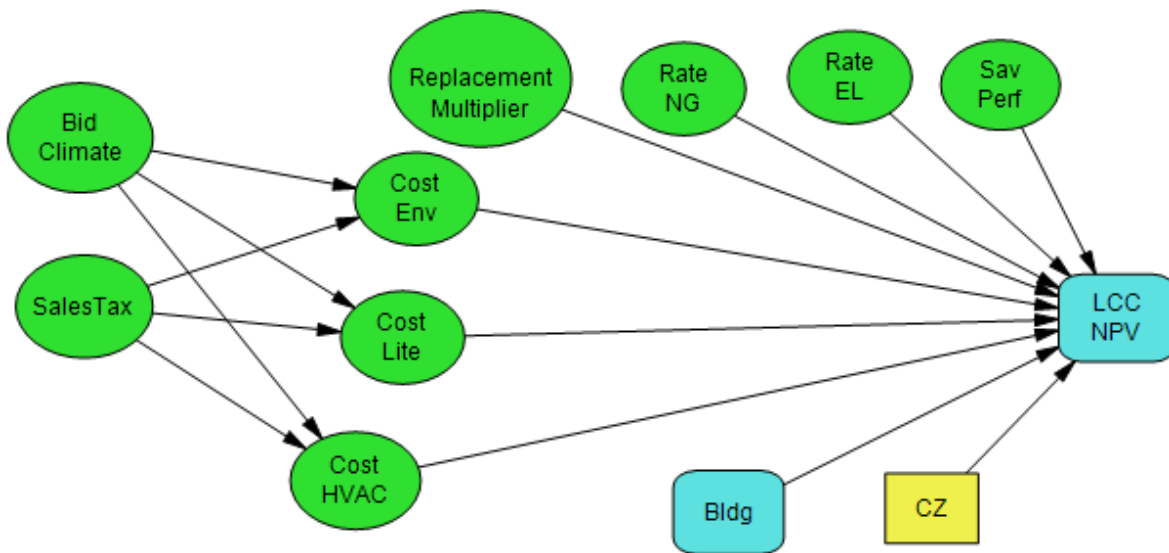 Replacement
Multiplier
Rate
NG
Rate
EL
Sav
Perf
Bid
Climate
Cost
Env
SalesTax
Cost
Lite
LCC
NPV
Cost
HVAC
Bldg
CZ